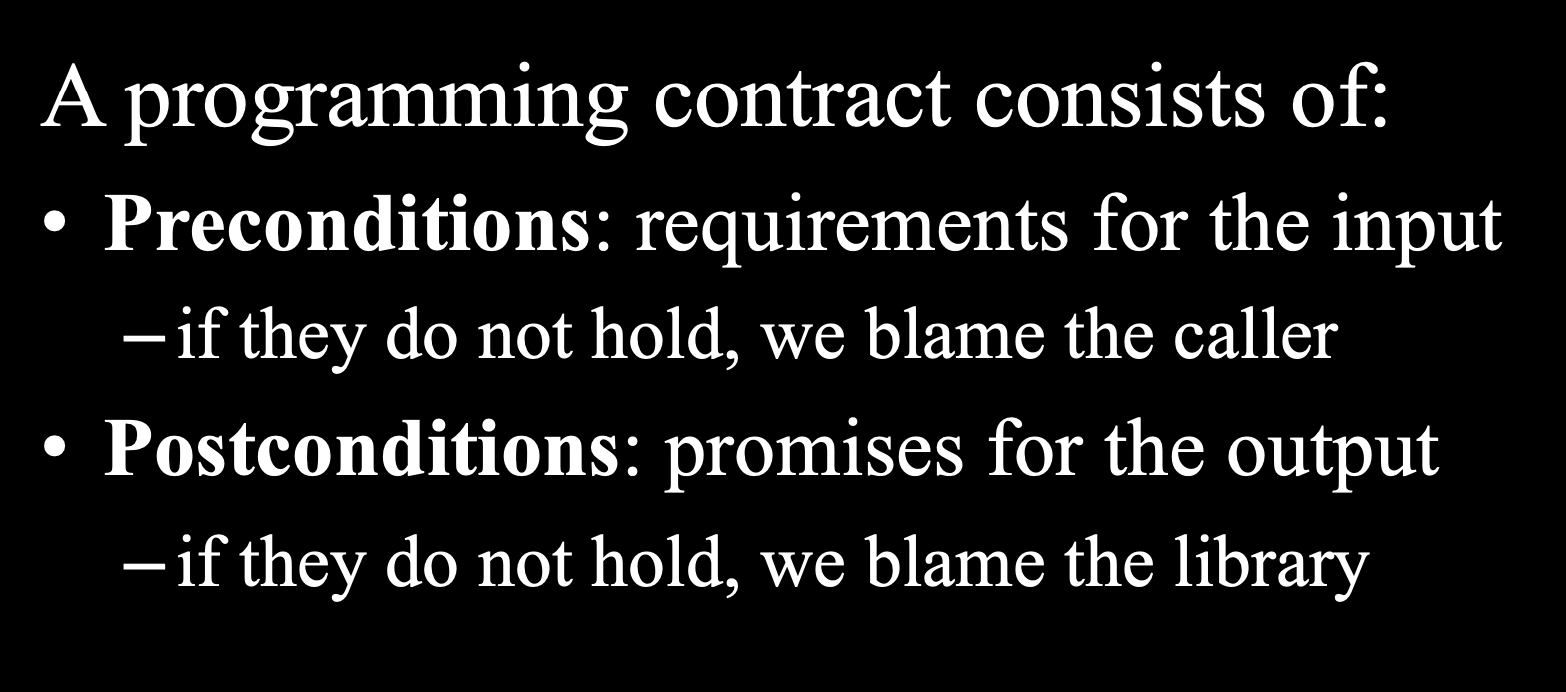 A programming contract consists of:
• Preconditions: requirements for the input
– if they do not hold, we blame the caller
• Postconditions: promises for the output
– if they do not hold, we blame the library